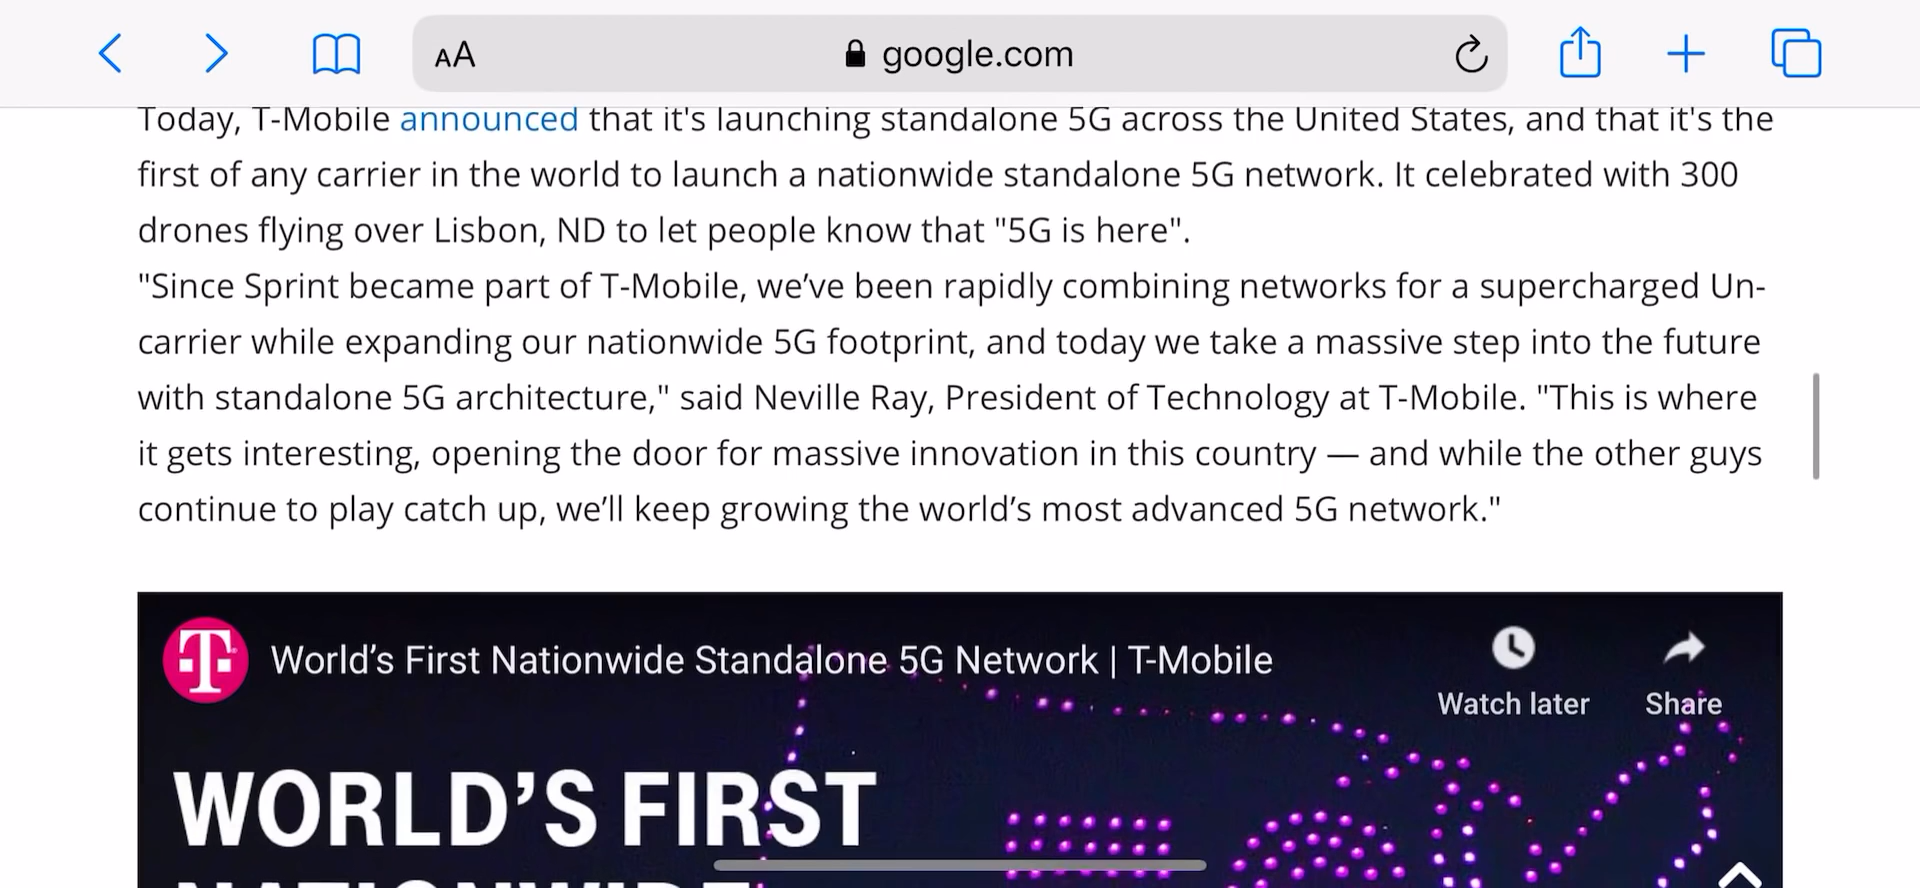 AA
google.com
Today, T-Mobile announced that it's launching standalone 5G across the United States, and that it's the
first of any carrier in the world to launch a nationwide standalone 5G network. It celebrated with 300
drones flying over Lisbon, ND to let people know that "5G is here".
"Since Sprint became part of T-Mobile, we’ve been rapidly combining networks for a supercharged Un-
carrier while expanding our nationwide 5G footprint, and today we take a massive step into the future
with standalone 5G architecture," said Neville Ray, President of Technology at T-Mobile. "This is where
it gets interesting, opening the door for massive innovation in this country — and while the other guys
continue to play catch up, we’ll keep growing the world’s most advanced 5G network."
T
World’s First Nationwide Standalone 5G Network | T-Mobile
Watch later
Share
WORLD’S FIRST
NATIONWIDE